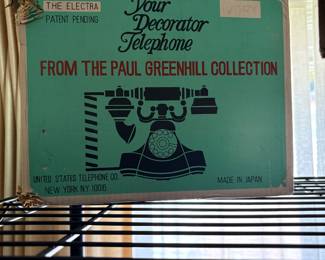 THE ELECTRA
PATENT PENDING
Your
Decorator
Telephone
FROM THE PAUL GREENHILL COLLECTION
UNITED STATES TELEPHONE CO.
NEW YORK N.Y. 10016
MADE IN JAPAN